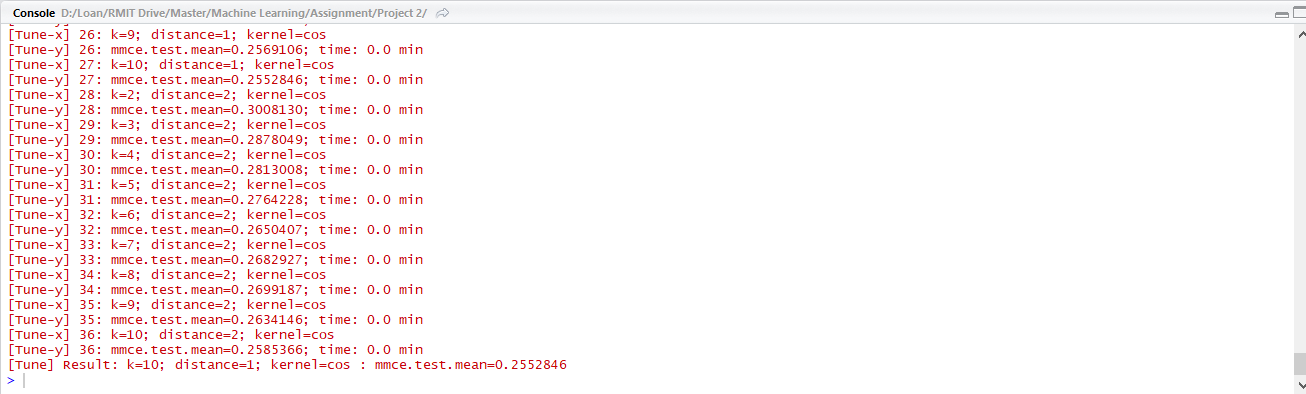 Console D:/Loan/RMIT Drive/Master/Machine Learning/Assignment/Project 2/
[Tune-x] 26: k=9; distance=1; kernel=cos
[Tune-y] 26: mmce.test.mean=0.2569106; time: 0.0 min
[Tune-x] 27: k=10; distance=1; kernel=cos
[Tune-y] 27: mmce.test.mean=0.2552846; time: 0.0 min
[Tune-x] 28: k=2; distance=2; kernel=cos
[Tune-y] 28: mmce.test.mean=0.3008130; time: 0.0 min
[Tune-x] 29: k=3; distance=2; kernel=cos
[Tune-y] 29: mmce.test.mean=0.2878049; time: 0.0 min
[Tune-x] 30: k=4; distance=2; kernel=cos
[Tune-y] 30: mmce.test.mean=0.2813008; time: 0.0 min
[Tune-x] 31: k=5; distance=2; kernel=cos
[Tune-y] 31: mmce.test.mean=0.2764228; time: 0.0 min
[Tune-x] 32: k=6; distance=2; kernel=cos
[Tune-y] 32: mmce.test.mean=0.2650407; time: 0.0 min
[Tune-x] 33: k=7; distance=2; kernel=cos
[Tune-y] 33: mmce.test.mean=0.2682927; time: 0.0 min
[Tune-x] 34: k=8; distance=2; kernel=cos
[Tune-y] 34: mmce.test.mean=0.2699187; time: 0.0 min
[Tune-x] 35: k=9; distance=2; kernel=cos
[Tune-y] 35: mmce.test.mean=0.2634146; time: 0.0 min
[Tune-x] 36: k=10; distance=2; kernel=cos
[Tune-y] 36: mmce.test.mean=0.2585366; time: 0.0 min
[Tune] Result: k=10; distance=1; kernel=cos : mmce.test.mean=0.2552846
>